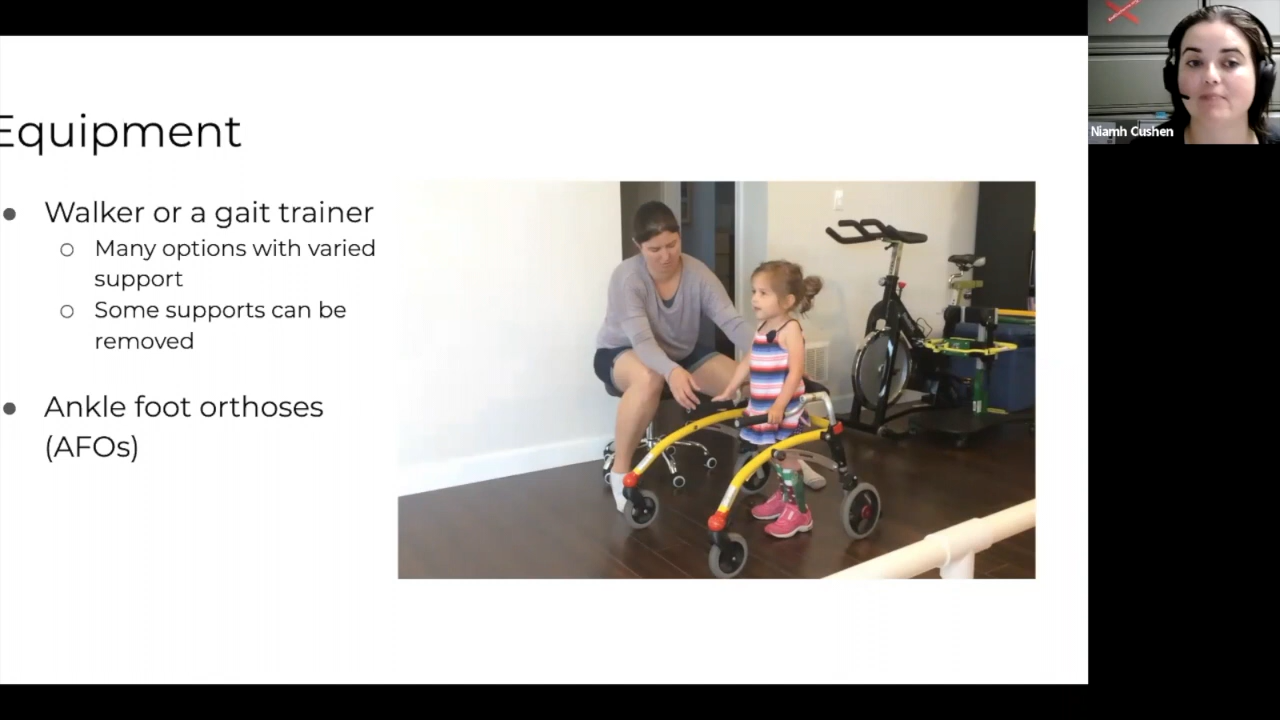 Equipment
● Walker or a gait trainer
○ Many options with varied
support
○ Some supports can be
removed
● Ankle foot orthoses
(AFOs)
Niamh Cushen